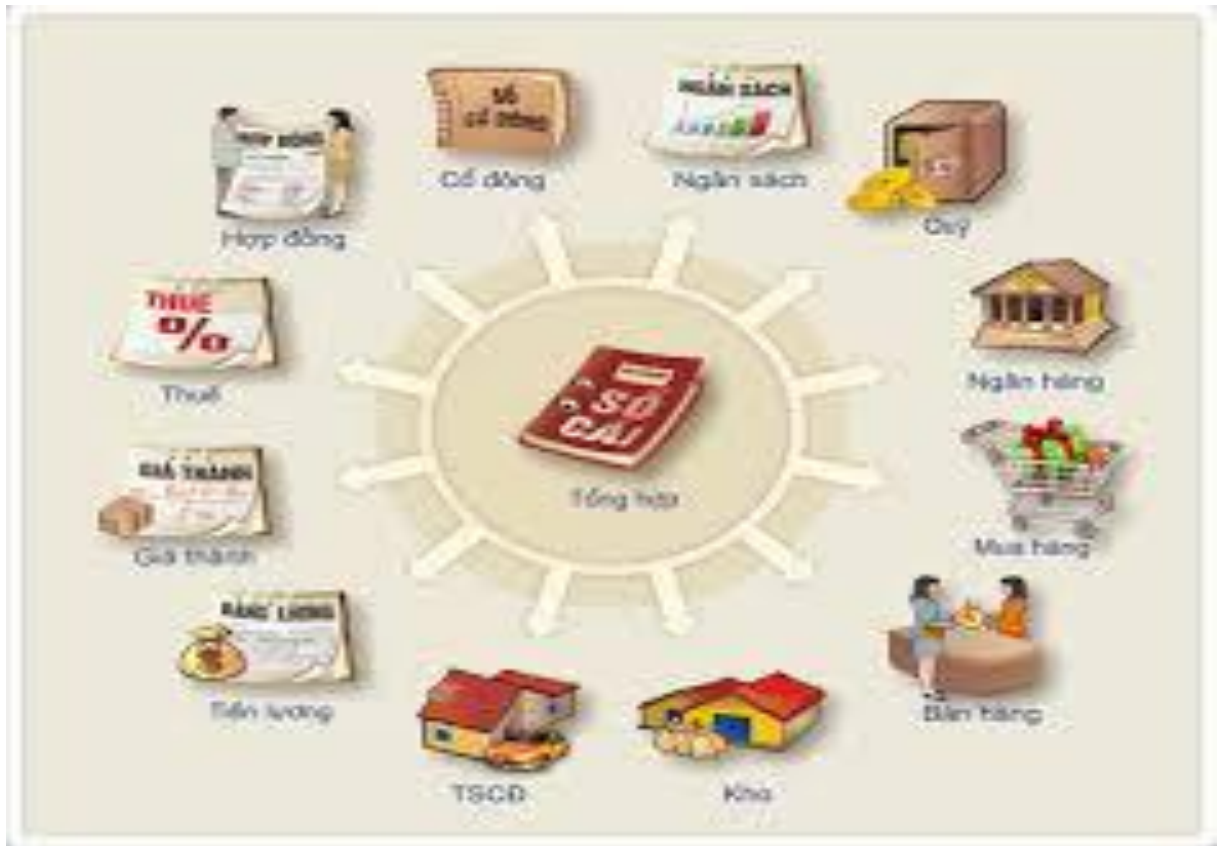 SỔ
CỔ ĐÔNG
Cổ đông
NGÂN SÁCH
Ngân sách
HỢP ĐỒNG
Hợp đồng
Quỹ
THUẾ
%
Thuế
Ngân hàng
SỔ
CÁI
Tổng hợp
GIÁ THÀNH
Giá thành
Mua hàng
BẢNG LƯƠNG
Tiền lương
$
Bán hàng
TSCĐ
Kho